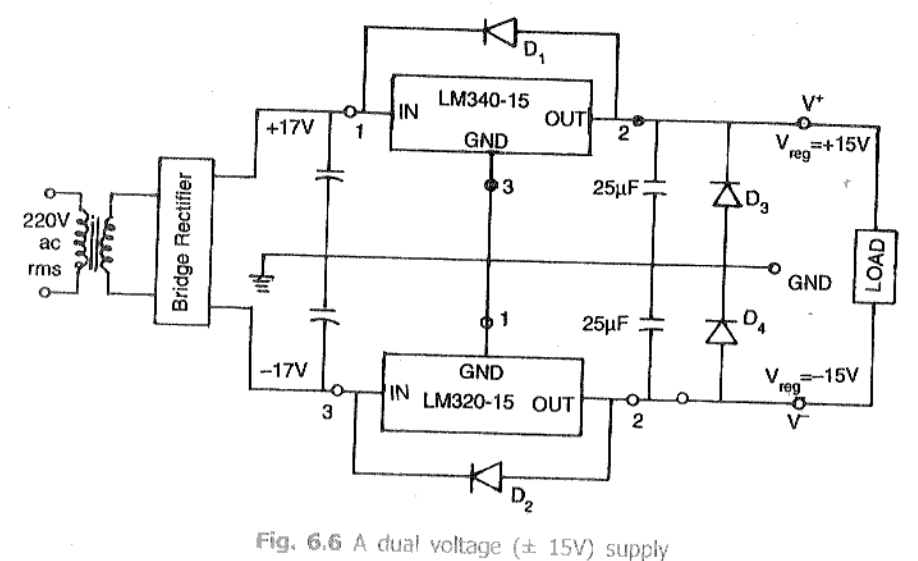 D1
LM340-15
IN
OUT
GND
1
2
3
+17V
V+
Vreg=+15V
220V
ac
rms
Bridge Rectifier
25µF
D3
GND
LOAD
25µF
D4
1
GND
LM320-15
IN
OUT
-17V
3
2
Vreg=-15V
V-
D2
Fig. 6.6 A dual voltage (± 15V) supply